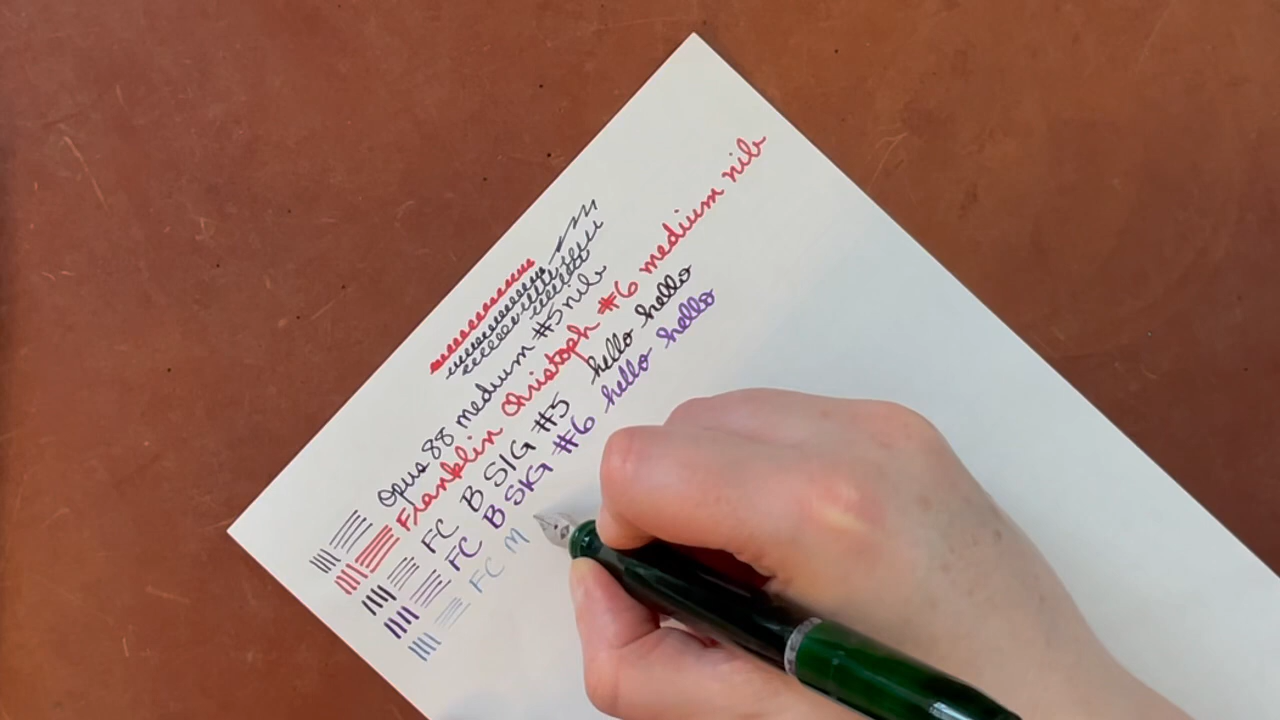 Opus 88 medium #5 nib
Franklin Christoph #6 medium nib
FC B SIG #5 hello hello
FC B SIG #6 hello hello
FC M